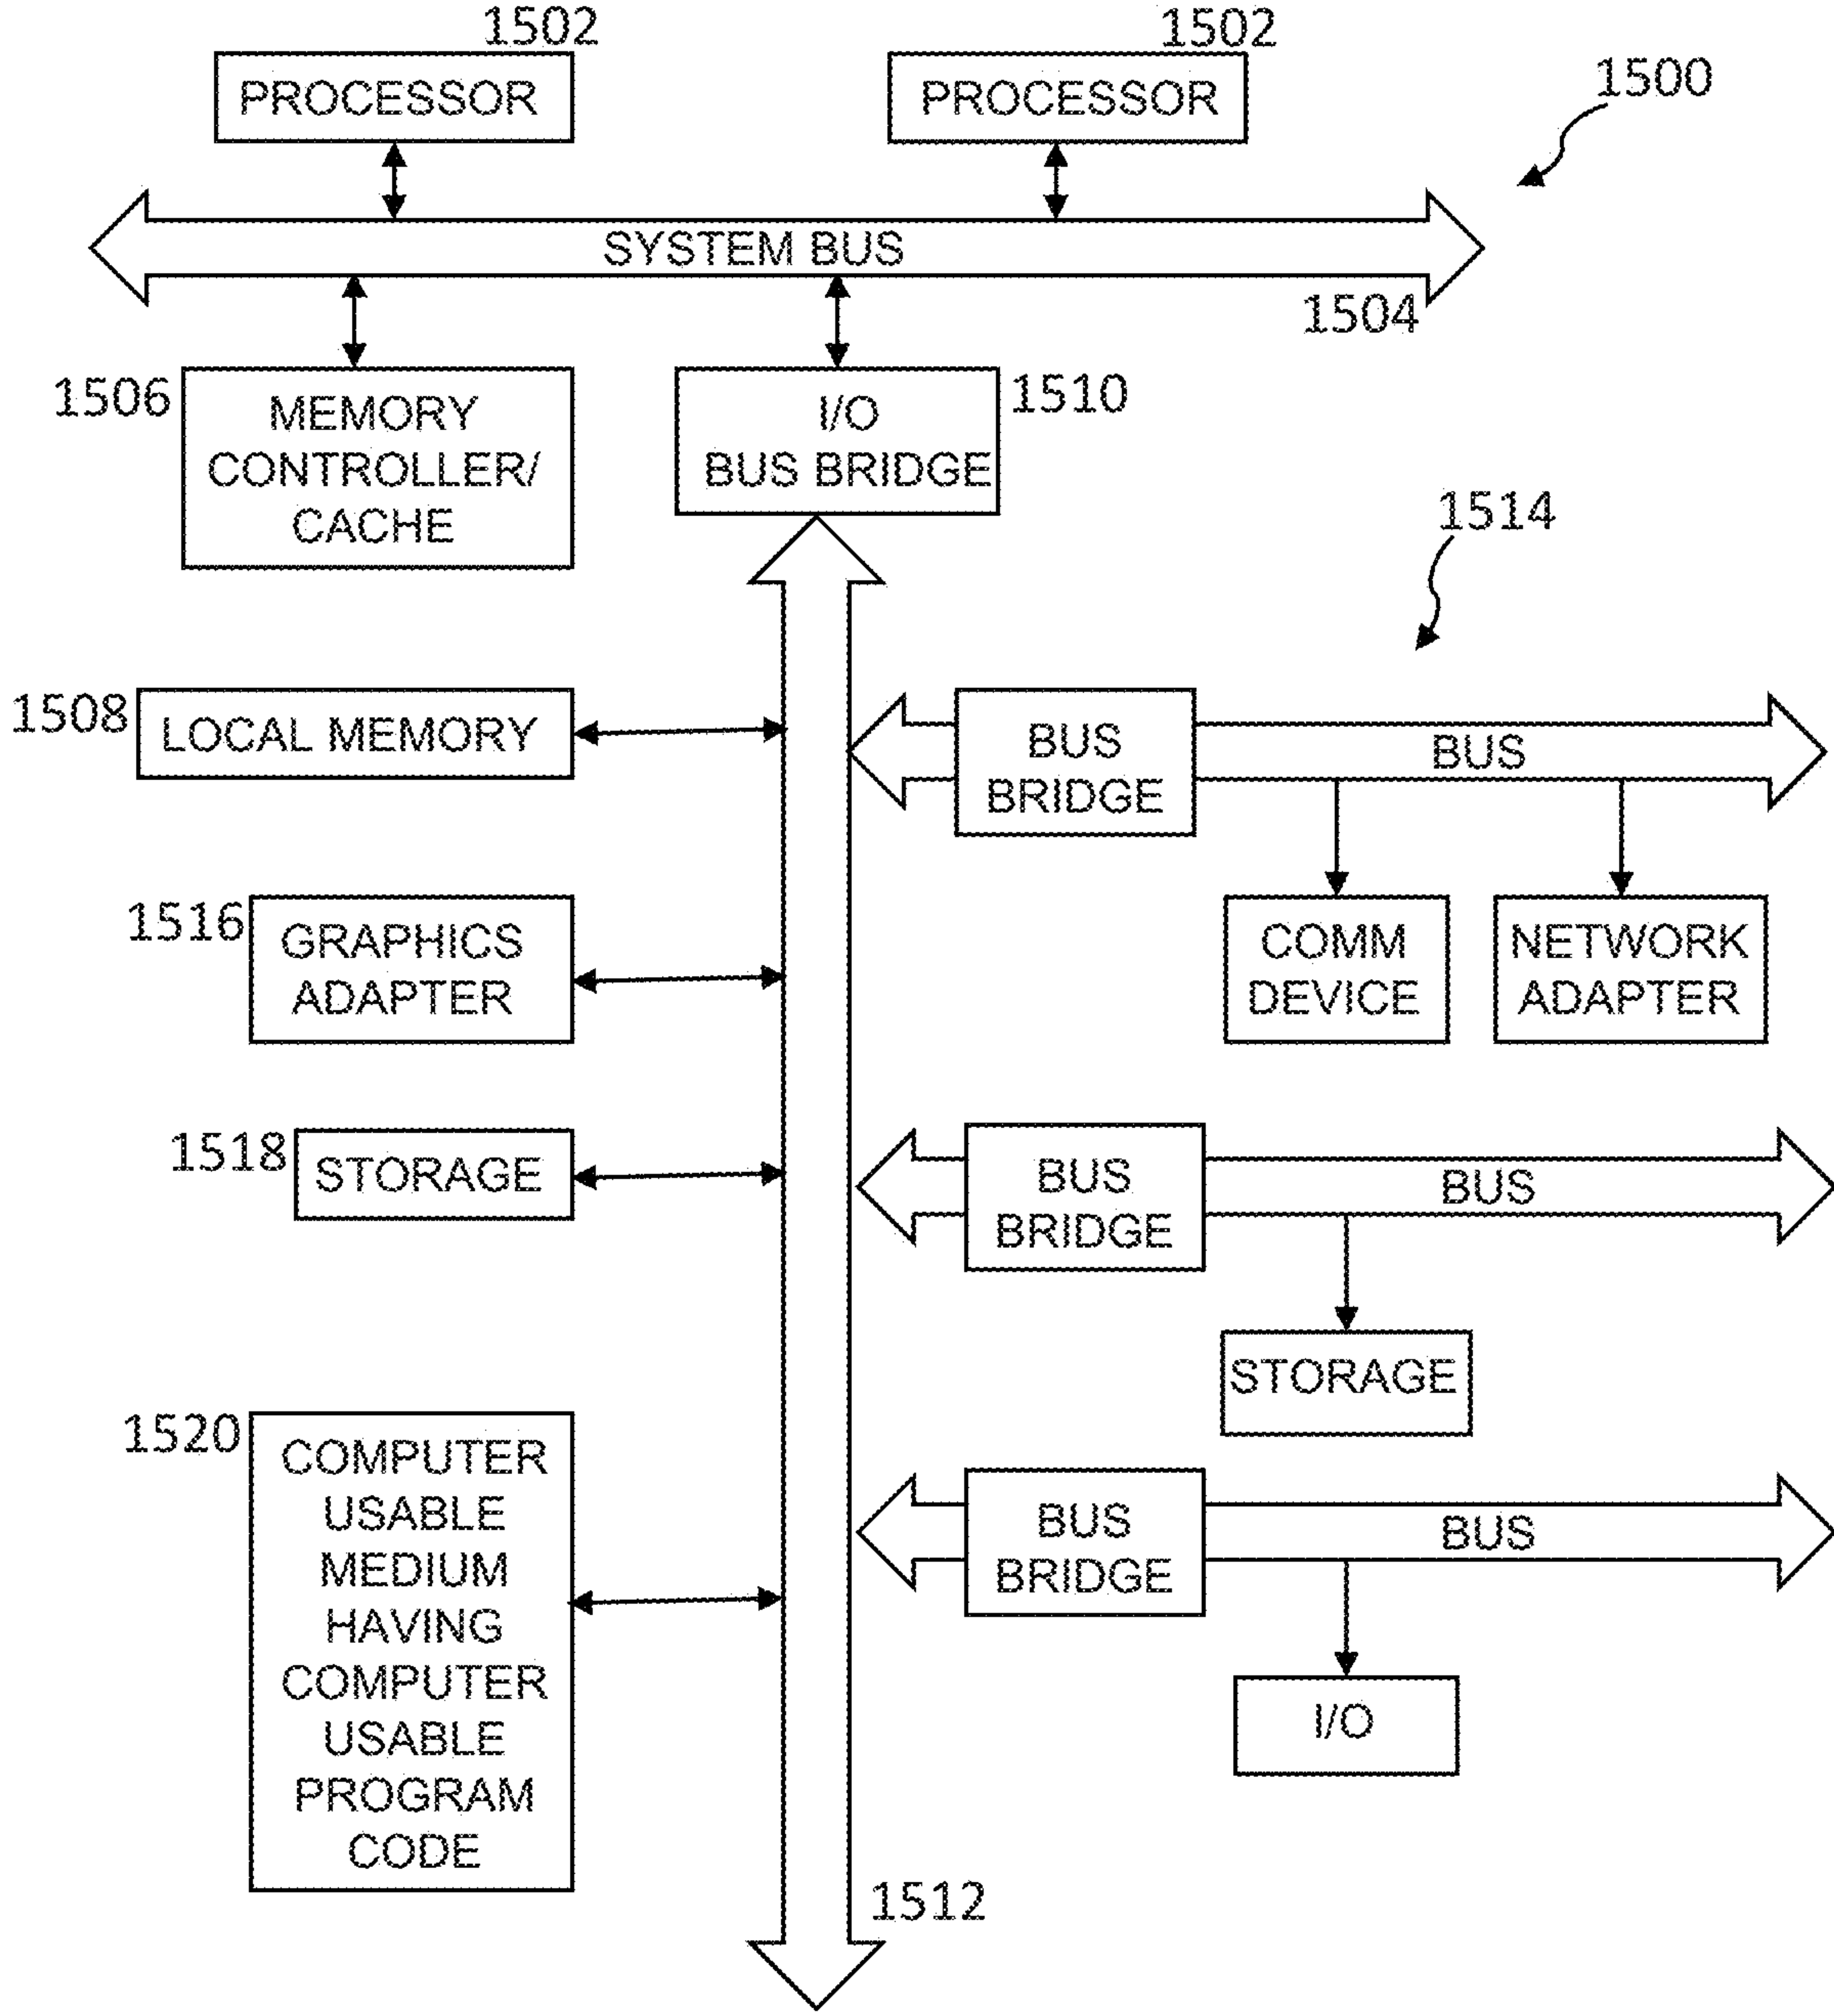 1502
1502
PROCESSOR
PROCESSOR
1500
SYSTEM BUS
1504
1506
MEMORY
CONTROLLER/
CACHE
I/O
BUS BRIDGE
1510
1514
1508
LOCAL MEMORY
BUS
BRIDGE
BUS
1516
GRAPHICS
ADAPTER
COMM
DEVICE
NETWORK
ADAPTER
1518
STORAGE
BUS
BRIDGE
BUS
STORAGE
1520
COMPUTER
USABLE
MEDIUM
HAVING
COMPUTER
USABLE
PROGRAM
CODE
BUS
BRIDGE
BUS
I/O
1512